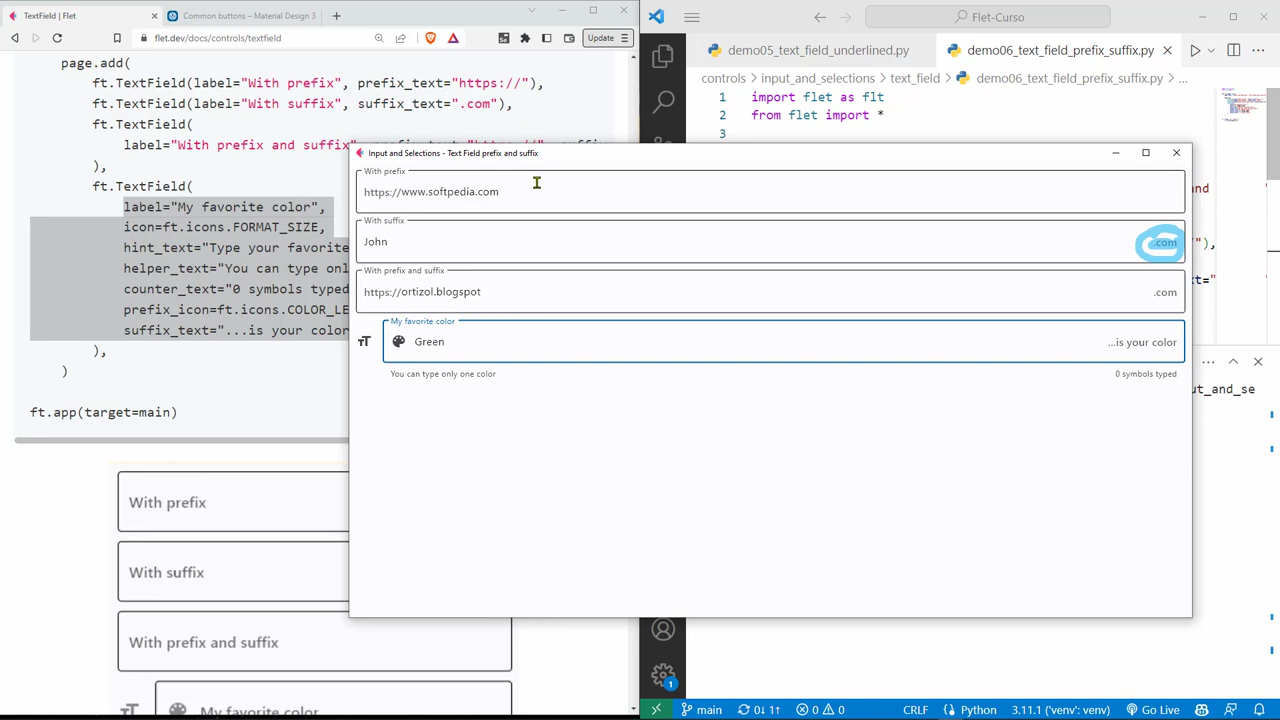 TextField | Flet
Common buttons – Material Design 3
flet.dev/docs/controls/textfield
Update
page.add(
ft.TextField(label="With prefix", prefix_text="https://"),
ft.TextField(label="With suffix", suffix_text=".com"),
ft.TextField(
label="With prefix and suffix"
),
ft.TextField(
label="My favorite color",
icon=ft.icons.FORMAT_SIZE,
hint_text="Type your favorite
helper_text="You can type onl
counter_text="0 symbols typed
prefix_icon=ft.icons.COLOR_LE
suffix_text="...is your color
),
)
ft.app(target=main)
With prefix
With suffix
With prefix and suffix
My favorite color
Flet-Curso
demo05_text_field_underlined.py
demo06_text_field_prefix_suffix.py
controls
input_and_selections
text_field
demo06_text_field_prefix_suffix.py
...
1 import flet as flt
2 from flet import *
3
Input and Selections - Text Field prefix and suffix
With prefix
https://www.softpedia.com
With suffix
John
.com
With prefix and suffix
https://ortizol.blogspot
.com
My favorite color
Green
...is your color
You can type only one color
0 symbols typed
and
"),
xt="
ut_and_se
1
main
0↓ 1↑
0
0
CRLF
Python
3.11.1 ('venv': venv)
Go Live